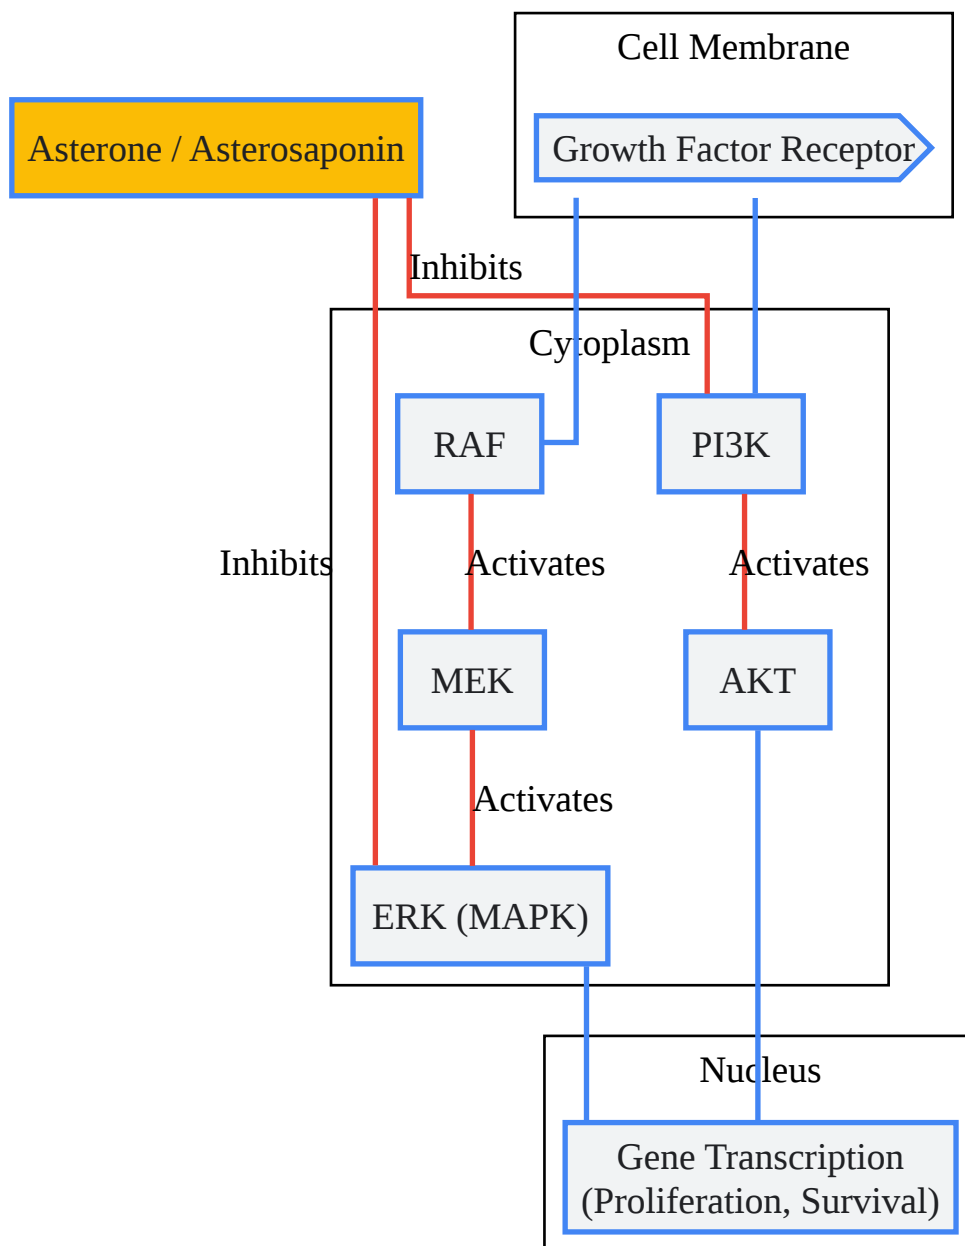 Cell Membrane
Asterone / Asterosaponin
Growth Factor Receptor
Inhibits
Cytoplasm
RAF
PI3K
Inhibits
Activates
Activates
MEK
AKT
Activates
ERK (MAPK)
Nucleus
Gene Transcription
(Proliferation, Survival)